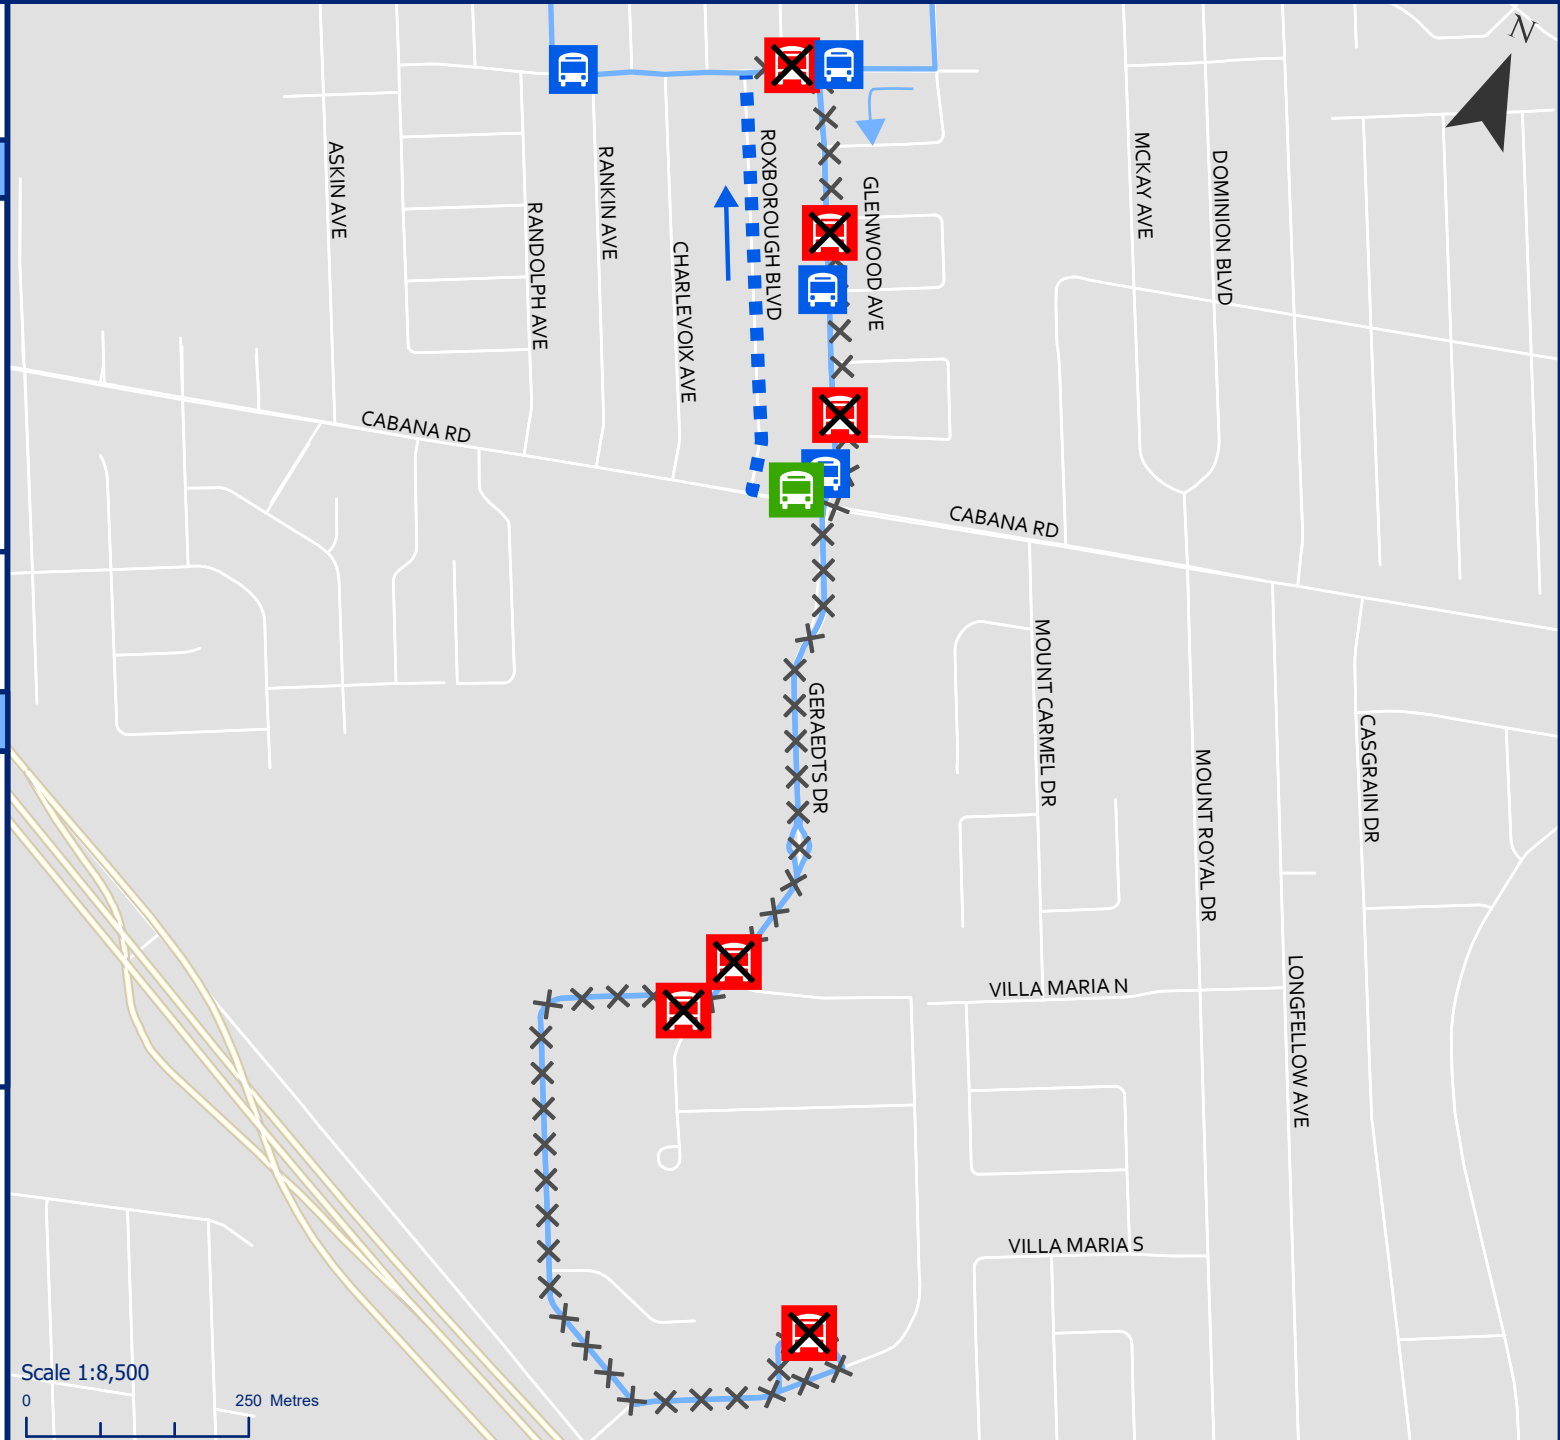 N
ASKIN AVE
RANDOLPH AVE
RANKIN AVE
CHARLEVOIX AVE
ROXBOROUGH BLVD
GLENWOOD AVE
MCKAY AVE
DOMINION BLVD
CABANA RD
CABANA RD
MOUNT CARMEL DR
GERAEDTS DR
CASGRAIN DR
MOUNT ROYAL DR
VILLA MARIA N
LONGFELLOW AVE
VILLA MARIA S
Scale 1:8,500
0 250 Metres